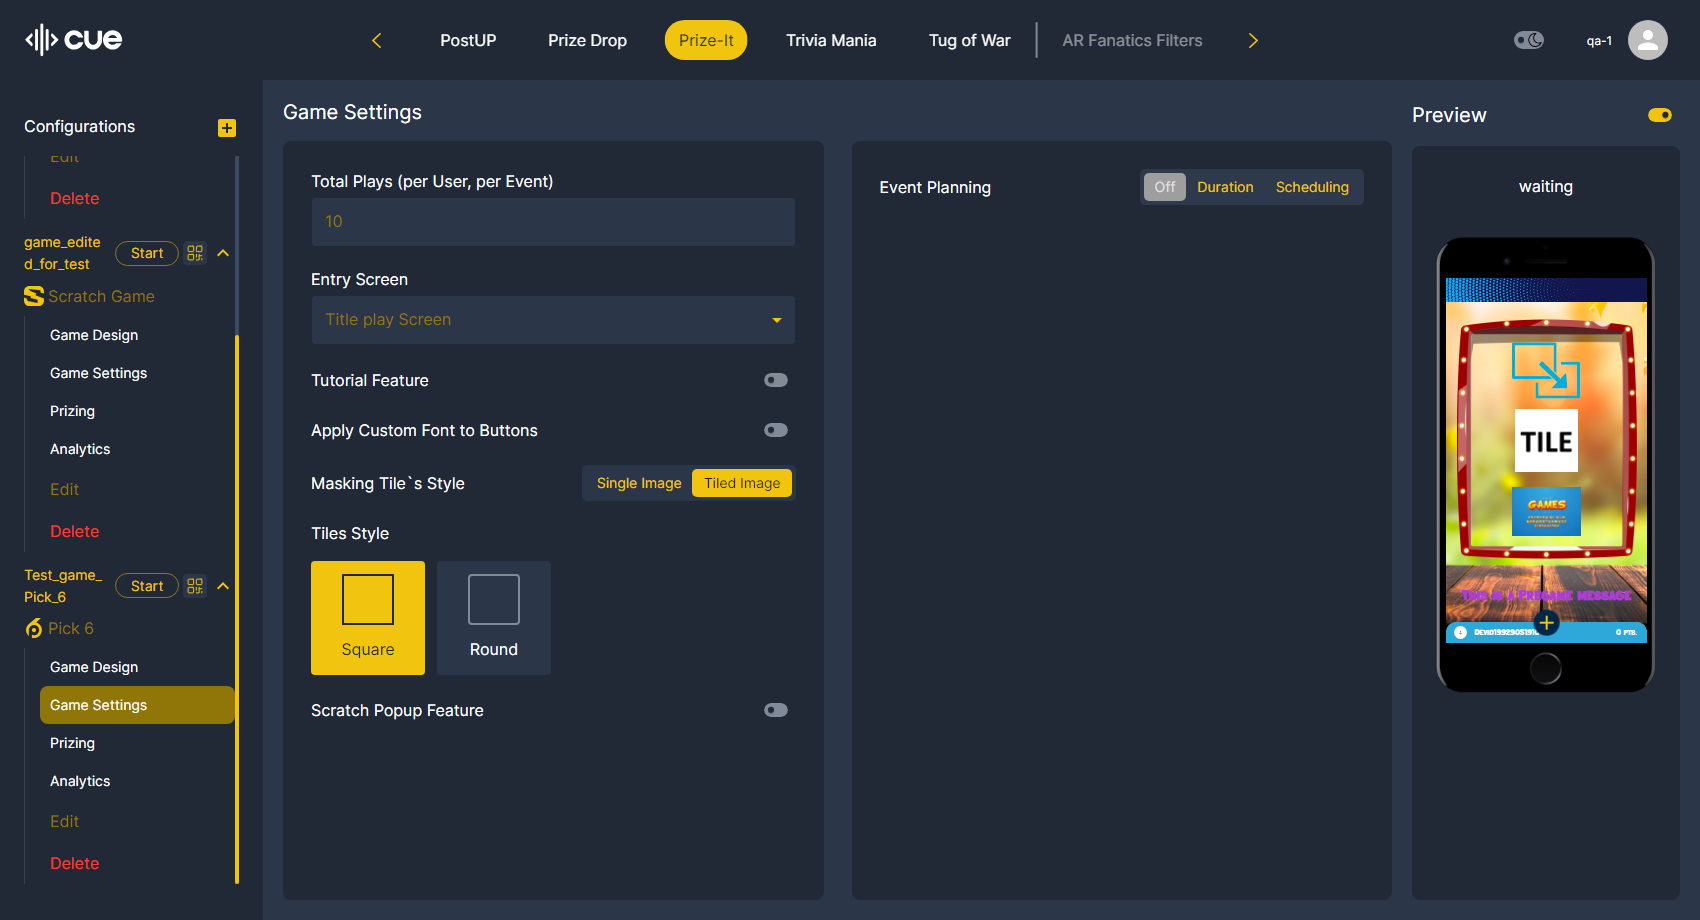 cue
PostUP
Prize Drop
Prize-It
Trivia Mania
Tug of War
AR Fanatics Filters
qa-1
Configurations
Edit
Delete
game_edite
d_for_test
Start
Scratch Game
Game Design
Game Settings
Prizing
Analytics
Edit
Delete
Test_game_
Pick_6
Start
Pick 6
Game Design
Game Settings
Prizing
Analytics
Edit
Delete
Game Settings
Total Plays (per User, per Event)
10
Entry Screen
Title play Screen
Tutorial Feature
Apply Custom Font to Buttons
Masking Tile`s Style
Single Image
Tiled Image
Tiles Style
Square
Round
Scratch Popup Feature
Event Planning
Off
Duration
Scheduling
Preview
waiting
TILE
GAMES
This is a Pregame message
0 pts.